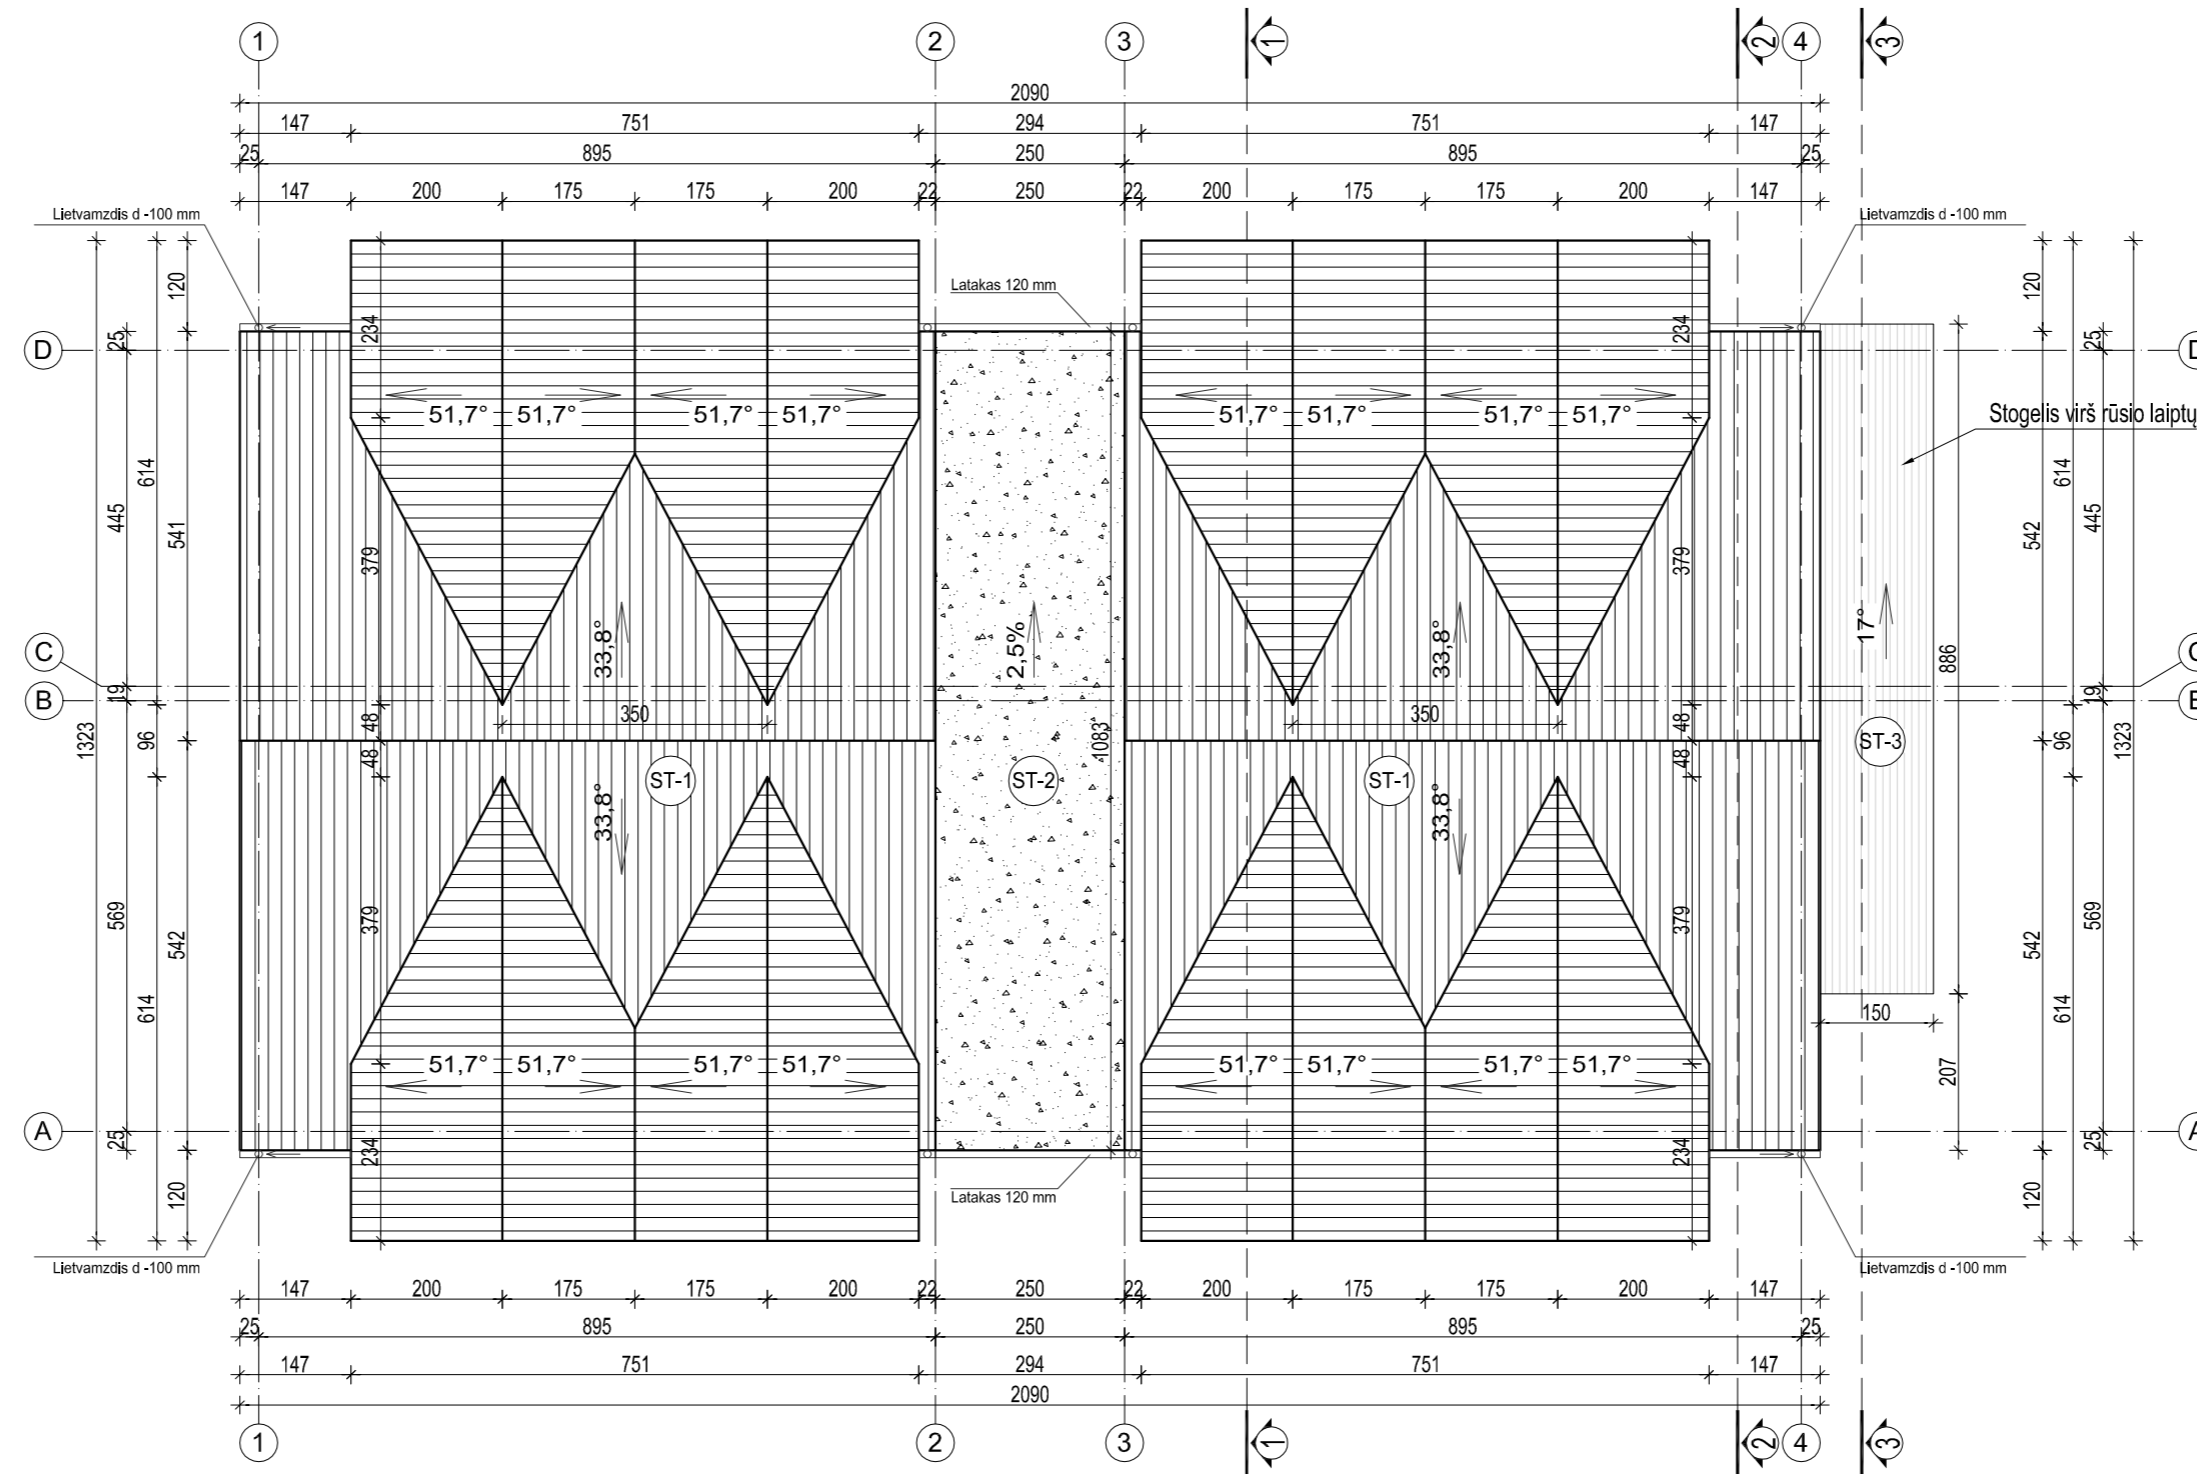 1 2 3 1 2 4 3
2090
147 751 294 751 147
25 895 250 895 25
147 200 175 175 200 22 250 22 200 175 175 200 147
Lietvamzdis d -100 mm
Lietvamzdis d -100 mm
Latakas 120 mm
120 120
234 234
25 25
D
51,7° 51,7° 51,7° 51,7° 51,7° 51,7° 51,7° 51,7°
Stogelis virš rūsio laiptų
614 614
445 541 379 379 542 445
33,8° 2,5% 33,8° 17°
886
C
19 19
B
1323 96 48 350 1083 350 48 96 1323
48 48
ST-1 ST-2 ST-1 ST-3
33,8° 33,8°
569 542 379 379 542 569
614 614
150
51,7° 51,7° 51,7° 51,7° 51,7° 51,7° 51,7° 51,7°
207
A
25 25
234 234
120 120
Latakas 120 mm
Lietvamzdis d -100 mm
Lietvamzdis d -100 mm
147 200 175 175 200 22 250 22 200 175 175 200 147
25 895 250 895 25
147 751 294 751 147
2090
1 2 3 1 2 4 3